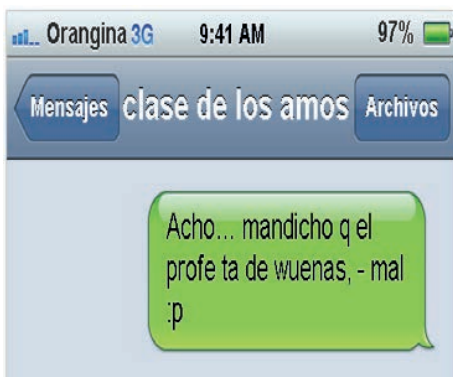 Orangina 3G 9:41 AM 97%
Mensajes clase de los amos Archivos
Acho... mandicho q el
profe ta de wuenas, - mal
:p